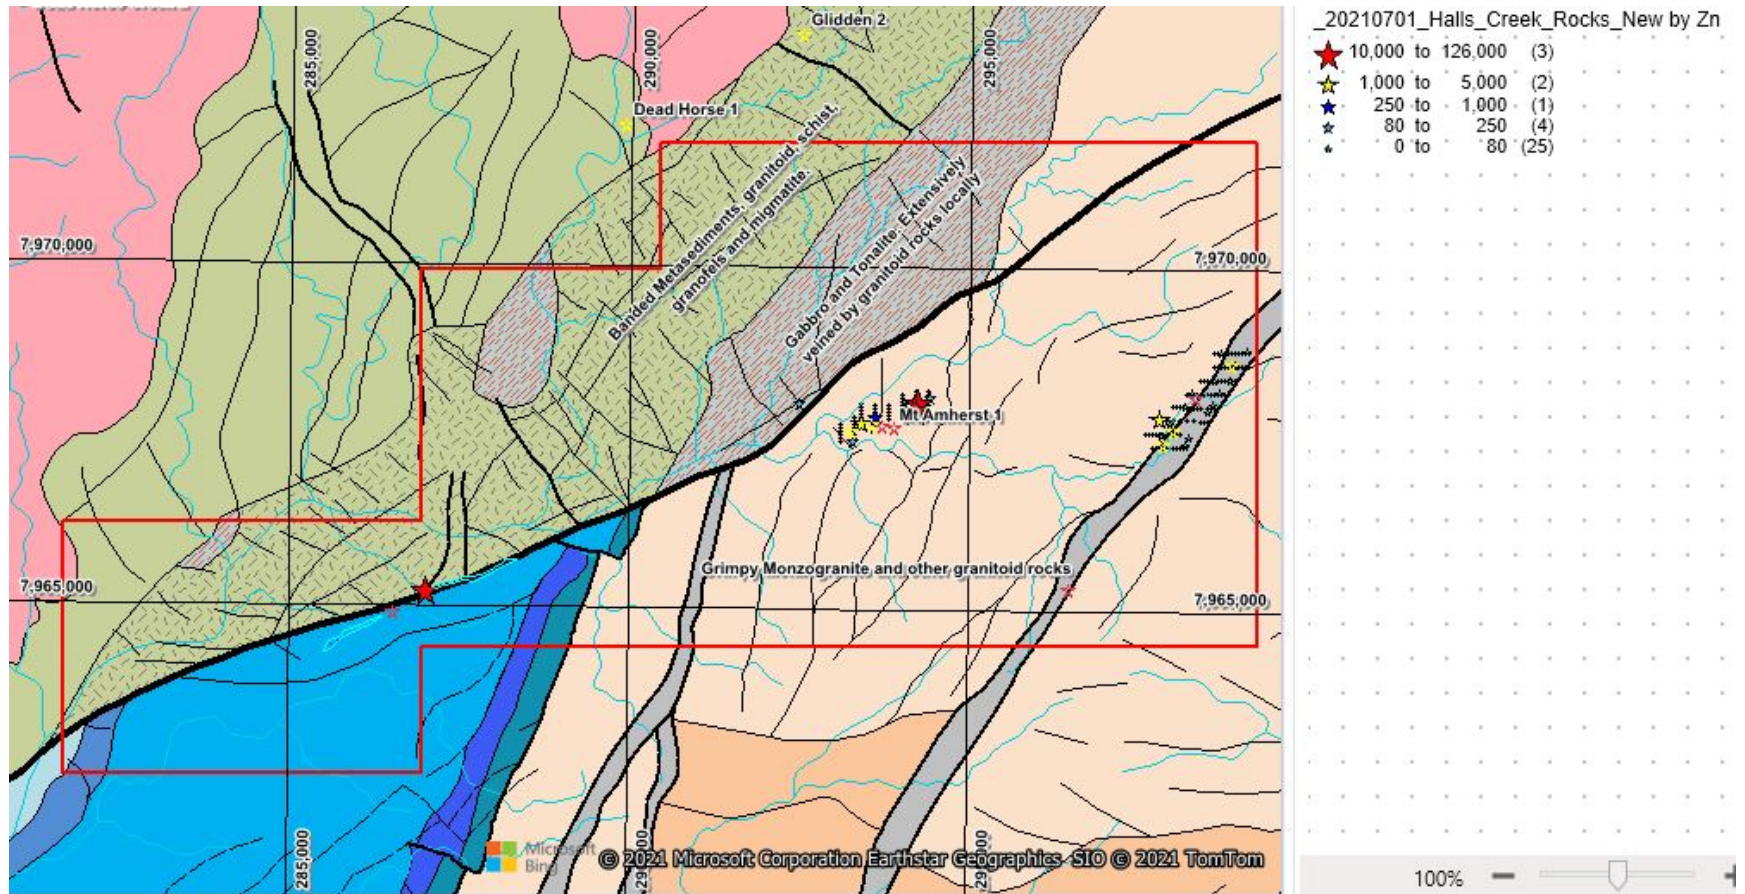 Glidden 2
285,000
290,000
295,000
Dead Horse 1
Banded Metasediments, granitoid, schist,
granofels and migmatite.
Gabbro and Tonalite. Extensively
veined by granitoid rocks locally
7,970,000
7,970,000
Mt Amherst 1
Grimpy Monzogranite and other granitoid rocks
7,965,000
7,965,000
285,000
Microsoft
Bing
© 2021 Microsoft Corporation Earthstar Geographics SIO © 2021 TomTom
_20210701_Halls_Creek_Rocks_New by Zn
10,000 to 126,000 (3)
1,000 to 5,000 (2)
250 to 1,000 (1)
80 to 250 (4)
0 to 80 (25)
100%